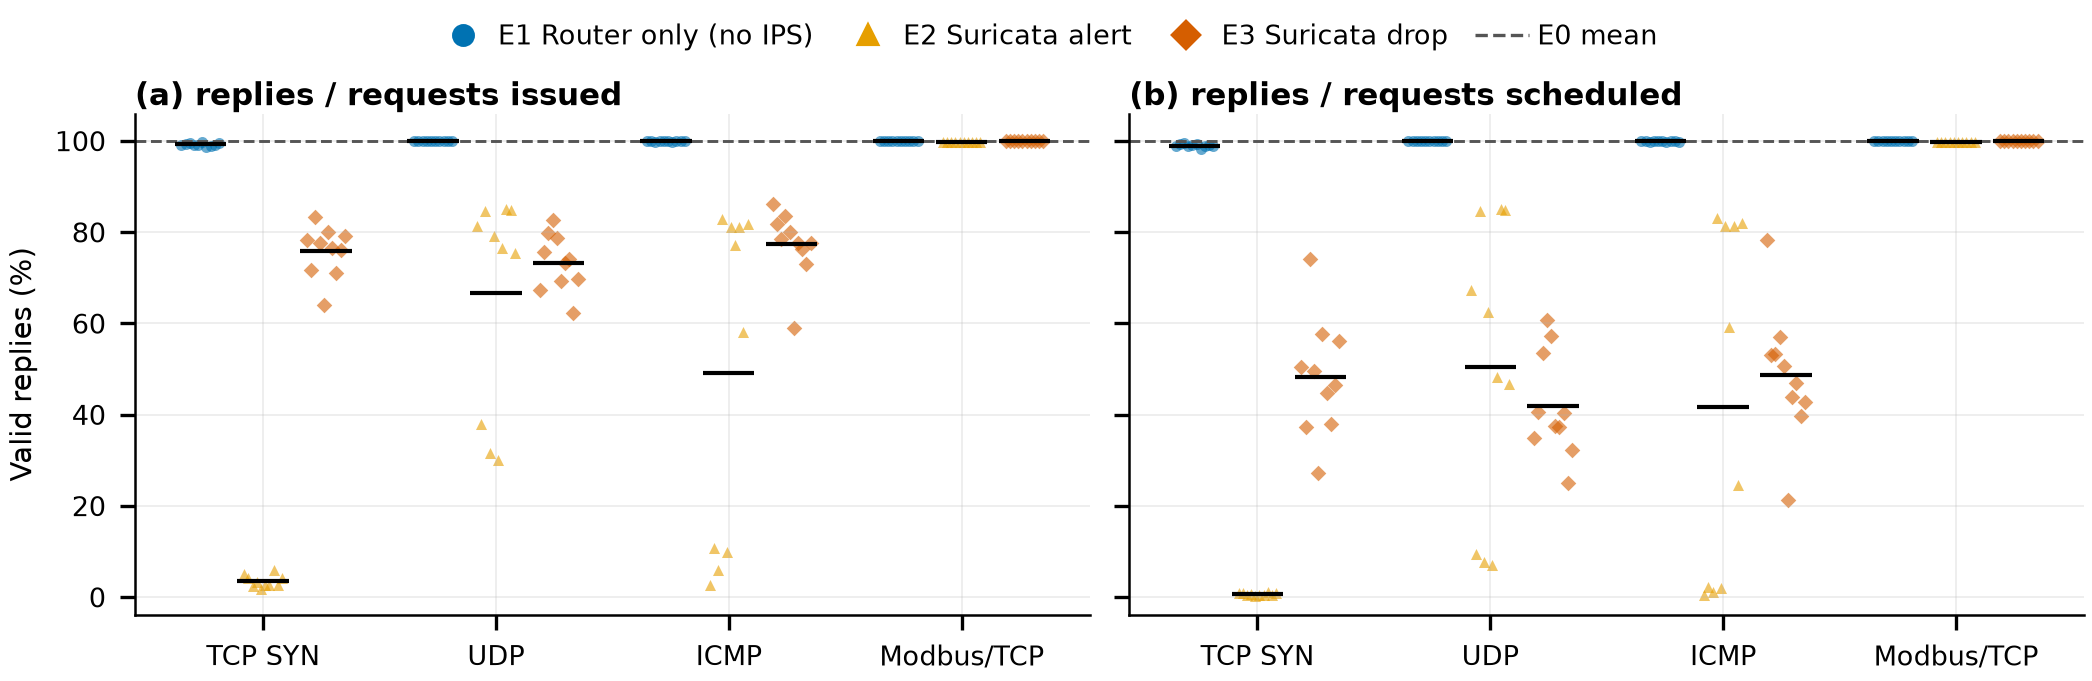 E1 Router only (no IPS) E2 Suricata alert E3 Suricata drop E0 mean
(a) replies / requests issued
(b) replies / requests scheduled
Valid replies (%)
100
80
60
40
20
0
TCP SYN UDP ICMP Modbus/TCP
TCP SYN UDP ICMP Modbus/TCP